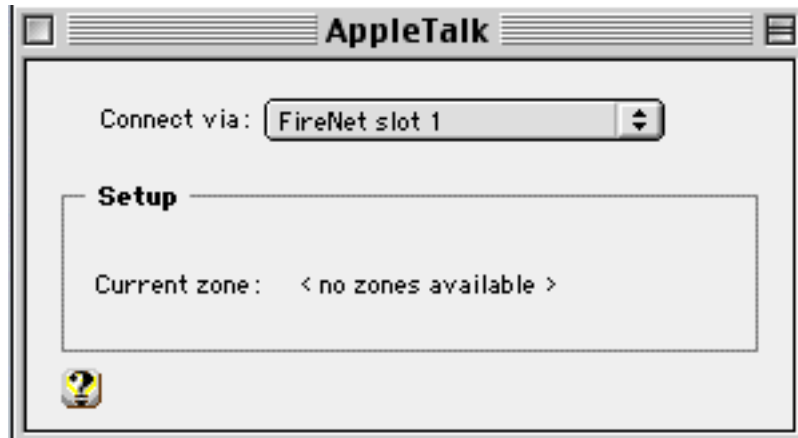 AppleTalk
Connect via: FireNet slot 1
Setup
Current zone: < no zones available >
?